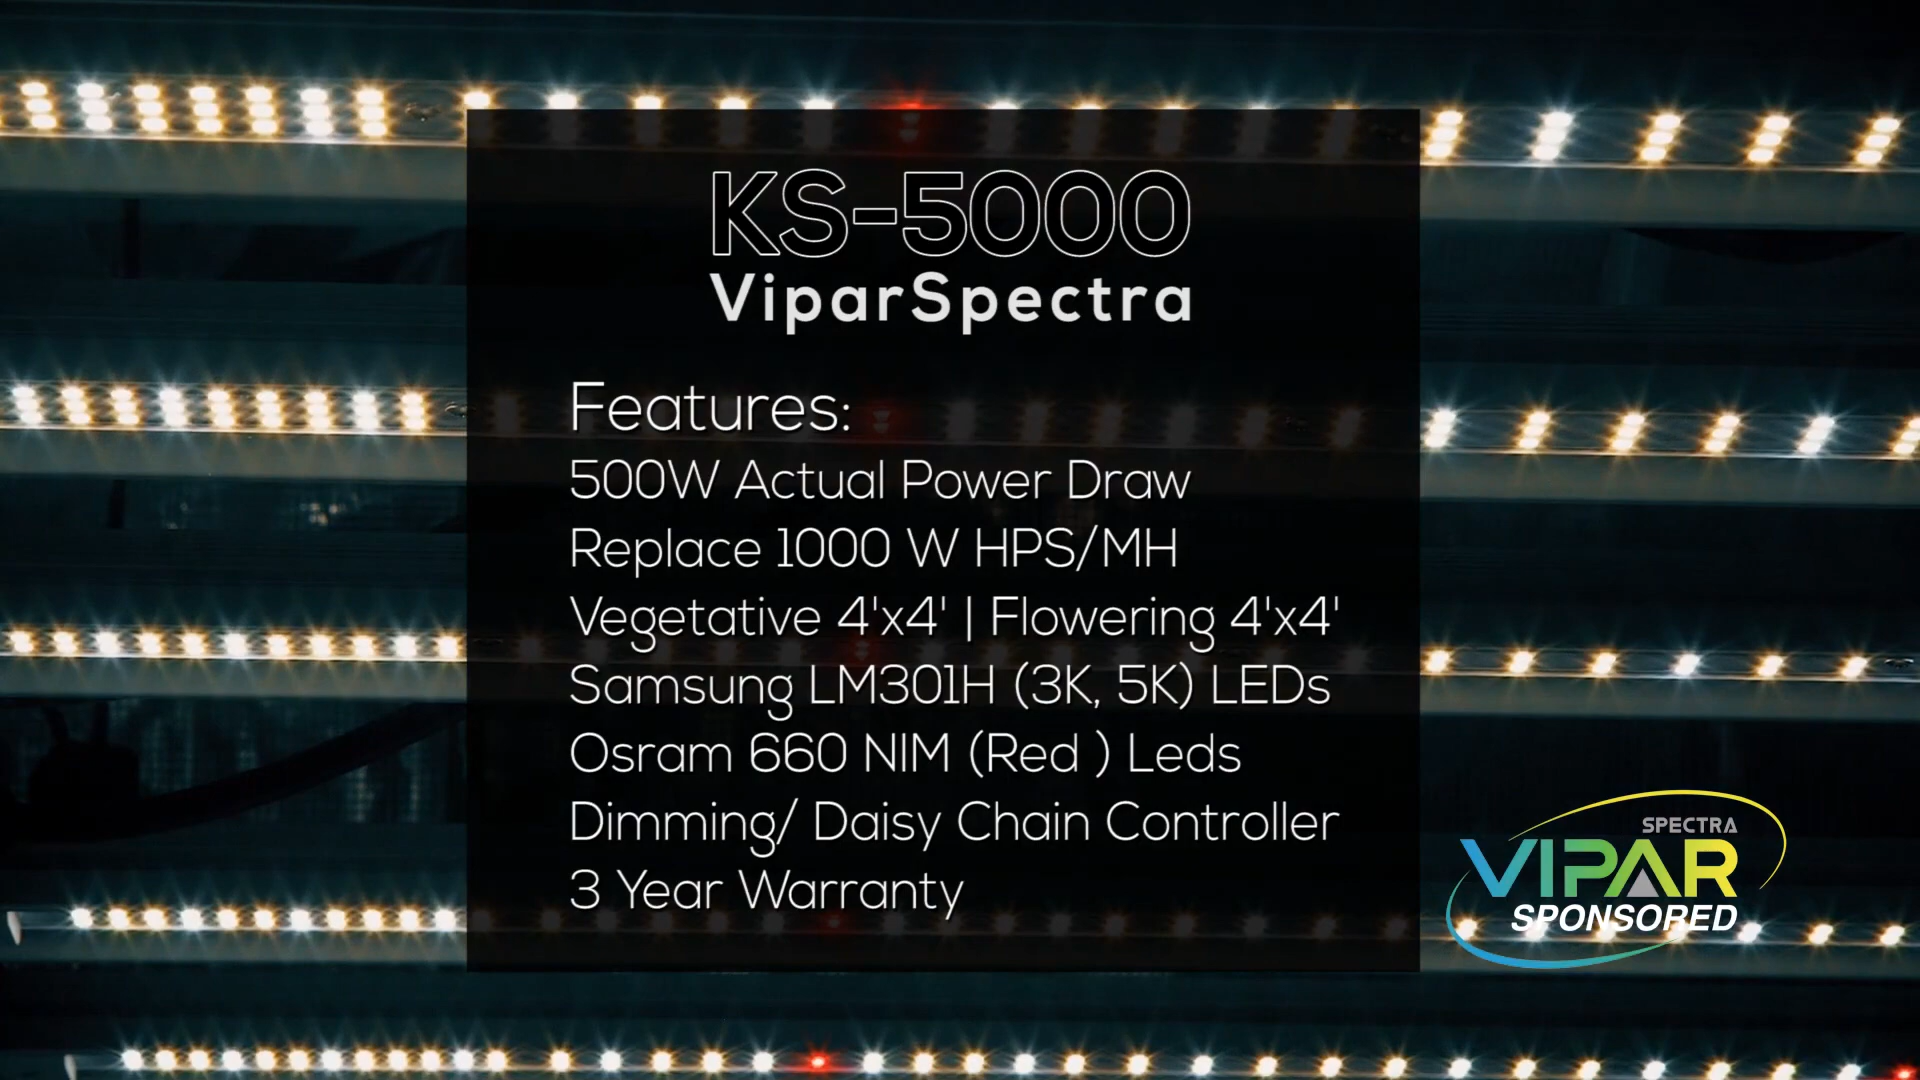 KS-5000
ViparSpectra
Features:
500W Actual Power Draw
Replace 1000 W HPS/MH
Vegetative 4'x4' | Flowering 4'x4'
Samsung LM301H (3K, 5K) LEDs
Osram 660 NIM (Red ) Leds
Dimming/ Daisy Chain Controller
3 Year Warranty
SPECTRA
VIPAR
SPONSORED